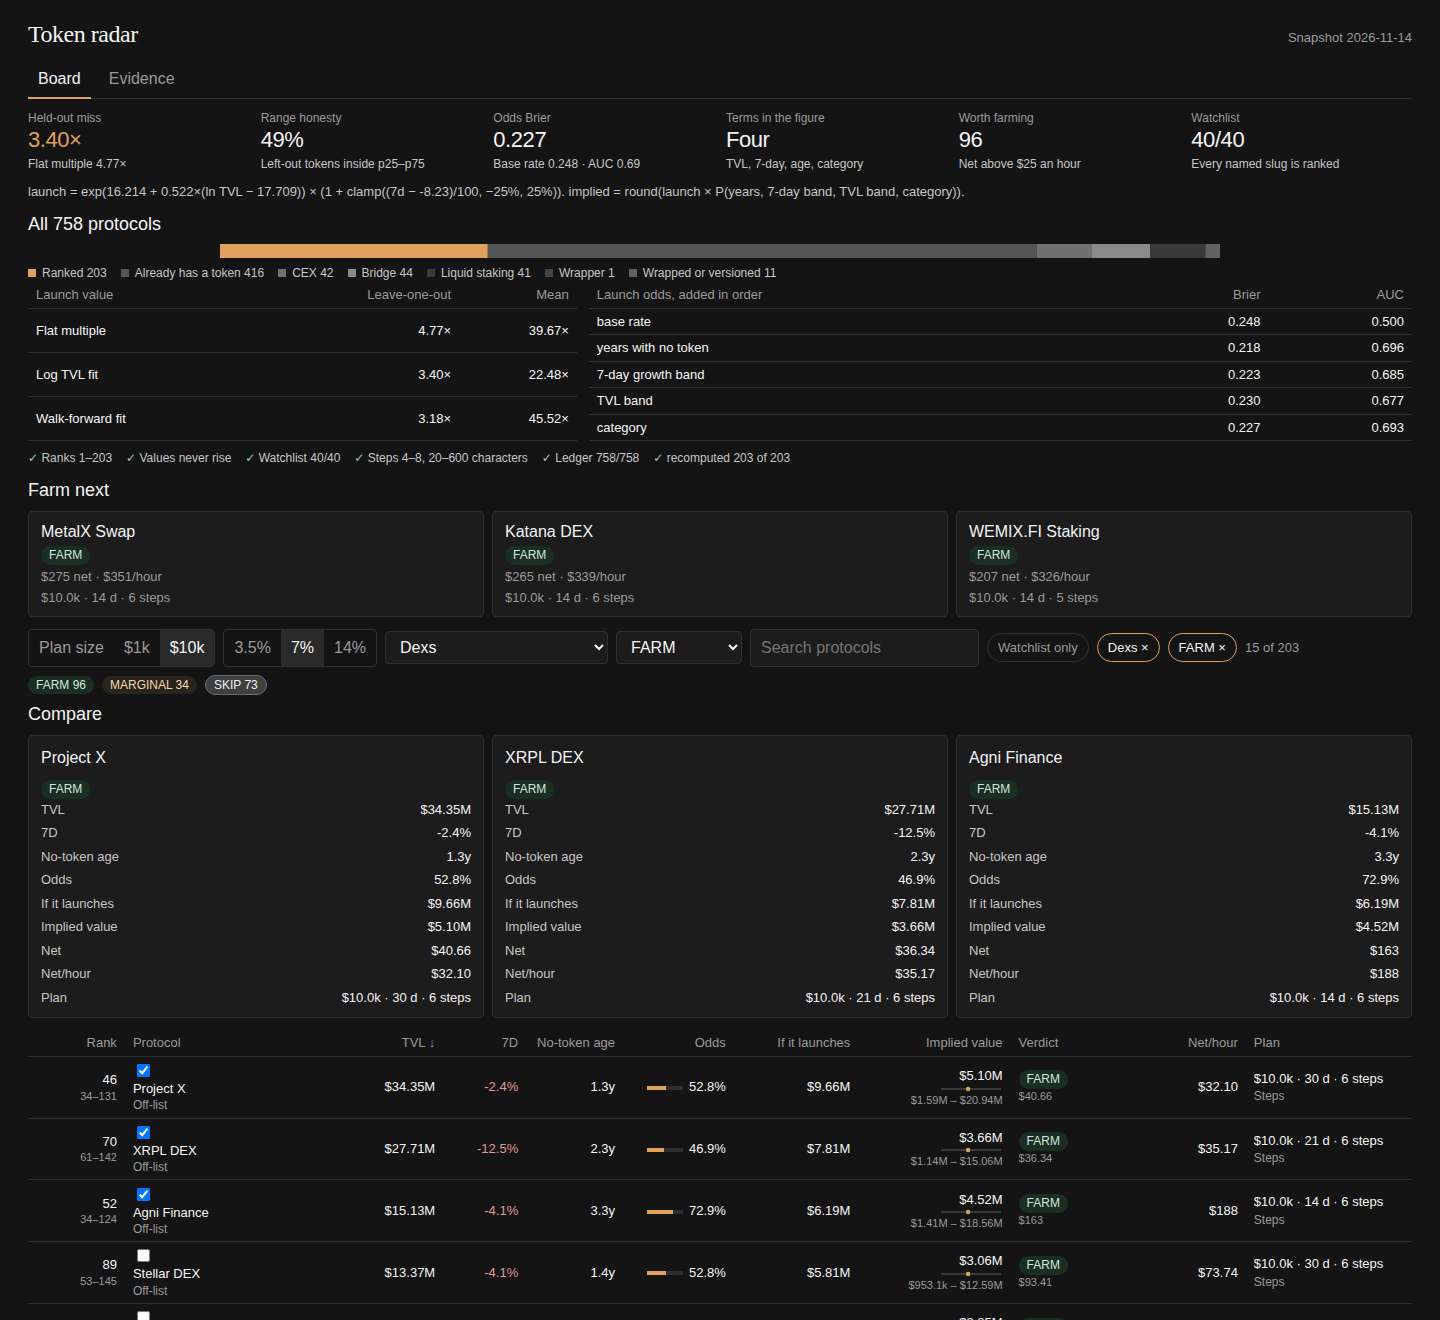 Token radar
Snapshot 2026-11-14
Board Evidence
Held-out miss Range honesty Odds Brier Terms in the figure Worth farming Watchlist
3.40× 49% 0.227 Four 96 40/40
Flat multiple 4.77× Left-out tokens inside p25–p75 Base rate 0.248 · AUC 0.69 TVL, 7-day, age, category Net above $25 an hour Every named slug is ranked
launch = exp(16.214 + 0.522×(ln TVL − 17.709)) × (1 + clamp((7d − -8.23)/100, −25%, 25%)). implied = round(launch × P(years, 7-day band, TVL band, category)).
All 758 protocols
Ranked 203 Already has a token 416 CEX 42 Bridge 44 Liquid staking 41 Wrapper 1 Wrapped or versioned 11
Launch value Leave-one-out Mean
Flat multiple 4.77× 39.67×
Log TVL fit 3.40× 22.48×
Walk-forward fit 3.18× 45.52×
Launch odds, added in order Brier AUC
base rate 0.248 0.500
years with no token 0.218 0.696
7-day growth band 0.223 0.685
TVL band 0.230 0.677
category 0.227 0.693
✓ Ranks 1–203 ✓ Values never rise ✓ Watchlist 40/40 ✓ Steps 4–8, 20–600 characters ✓ Ledger 758/758 ✓ recomputed 203 of 203
Farm next
MetalX Swap
FARM
$275 net · $351/hour
$10.0k · 14 d · 6 steps
Katana DEX
FARM
$265 net · $339/hour
$10.0k · 14 d · 6 steps
WEMIX.FI Staking
FARM
$207 net · $326/hour
$10.0k · 14 d · 5 steps
Plan size $1k $10k 3.5% 7% 14% Dexs FARM Search protocols Watchlist only Dexs × FARM × 15 of 203
FARM 96 MARGINAL 34 SKIP 73
Compare
Project X
FARM
TVL $34.35M
7D -2.4%
No-token age 1.3y
Odds 52.8%
If it launches $9.66M
Implied value $5.10M
Net $40.66
Net/hour $32.10
Plan $10.0k · 30 d · 6 steps
XRPL DEX
FARM
TVL $27.71M
7D -12.5%
No-token age 2.3y
Odds 46.9%
If it launches $7.81M
Implied value $3.66M
Net $36.34
Net/hour $35.17
Plan $10.0k · 21 d · 6 steps
Agni Finance
FARM
TVL $15.13M
7D -4.1%
No-token age 3.3y
Odds 72.9%
If it launches $6.19M
Implied value $4.52M
Net $163
Net/hour $188
Plan $10.0k · 14 d · 6 steps
Rank Protocol TVL ↓ 7D No-token age Odds If it launches Implied value Verdict Net/hour Plan
46 Project X $34.35M -2.4% 1.3y 52.8% $9.66M $5.10M FARM $32.10 $10.0k · 30 d · 6 steps
34–131 Off-list $1.59M – $20.94M $40.66 Steps
70 XRPL DEX $27.71M -12.5% 2.3y 46.9% $7.81M $3.66M FARM $35.17 $10.0k · 21 d · 6 steps
61–142 Off-list $1.14M – $15.06M $36.34 Steps
52 Agni Finance $15.13M -4.1% 3.3y 72.9% $6.19M $4.52M FARM $188 $10.0k · 14 d · 6 steps
34–124 Off-list $1.41M – $18.56M $163 Steps
89 Stellar DEX $13.37M -4.1% 1.4y 52.8% $5.81M $3.06M FARM $73.74 $10.0k · 30 d · 6 steps
53–145 Off-list $953.1k – $12.59M $93.41 Steps